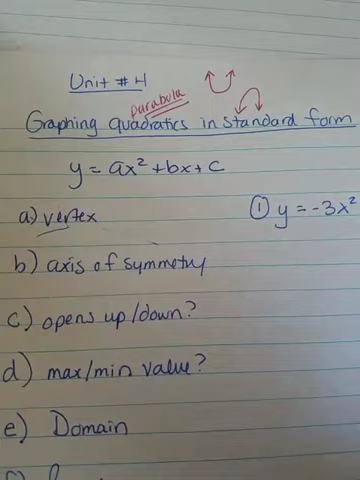 Unit #4
parabola
Graphing quadratics in standard form
y = ax² + bx + c
a) vertex
① y = -3x²
b) axis of symmetry
c) opens up/down?
d) max/min value?
e) Domain